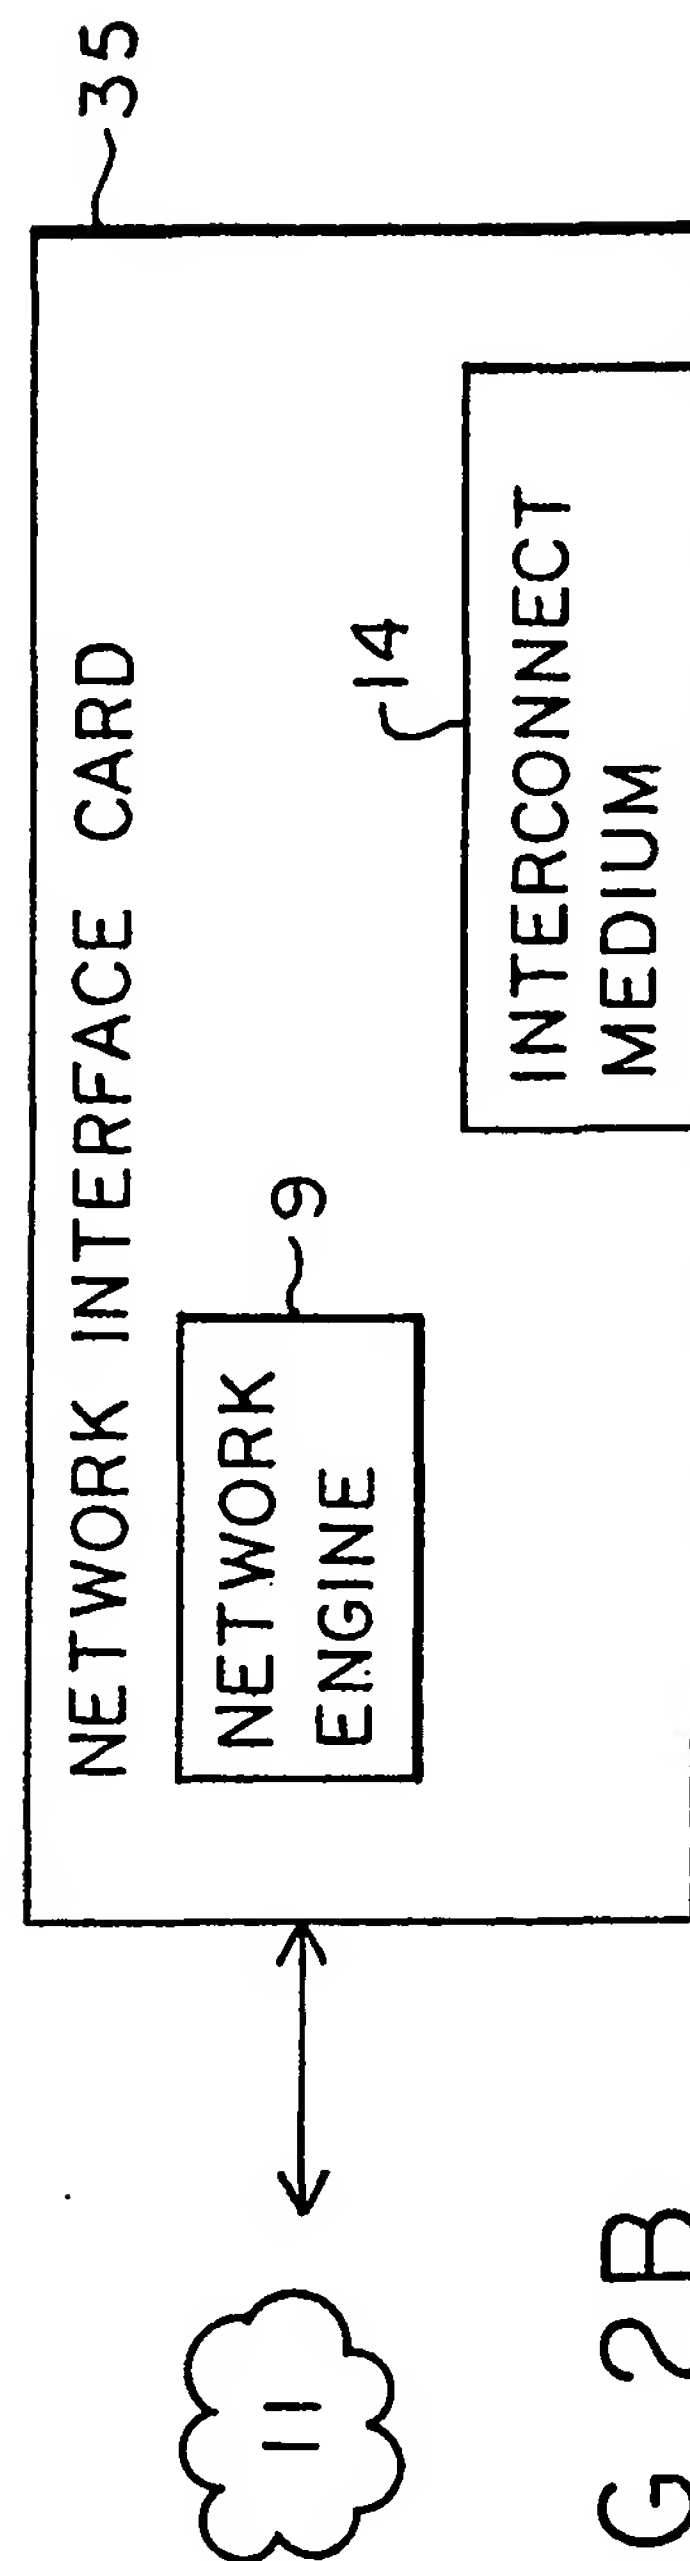 35
NETWORK INTERFACE CARD
9
NETWORK
ENGINE
14
INTERCONNECT
MEDIUM
11
G 2B